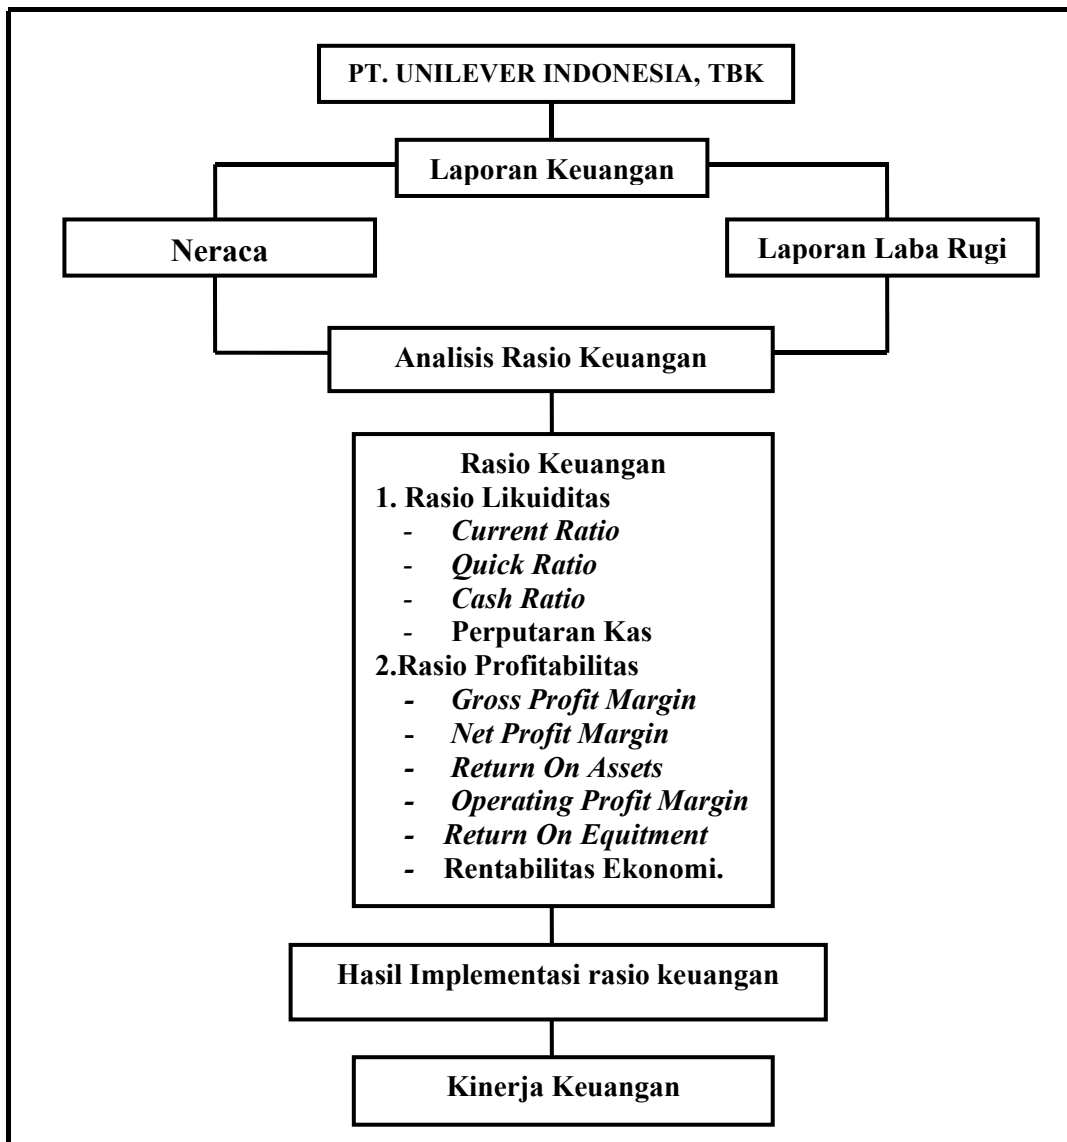 PT. UNILEVER INDONESIA, TBK
Laporan Keuangan
Neraca
Laporan Laba Rugi
Analisis Rasio Keuangan
Rasio Keuangan
1. Rasio Likuiditas
- Current Ratio
- Quick Ratio
- Cash Ratio
- Perputaran Kas
2.Rasio Profitabilitas
- Gross Profit Margin
- Net Profit Margin
- Return On Assets
- Operating Profit Margin
- Return On Equitment
- Rentabilitas Ekonomi.
Hasil Implementasi rasio keuangan
Kinerja Keuangan